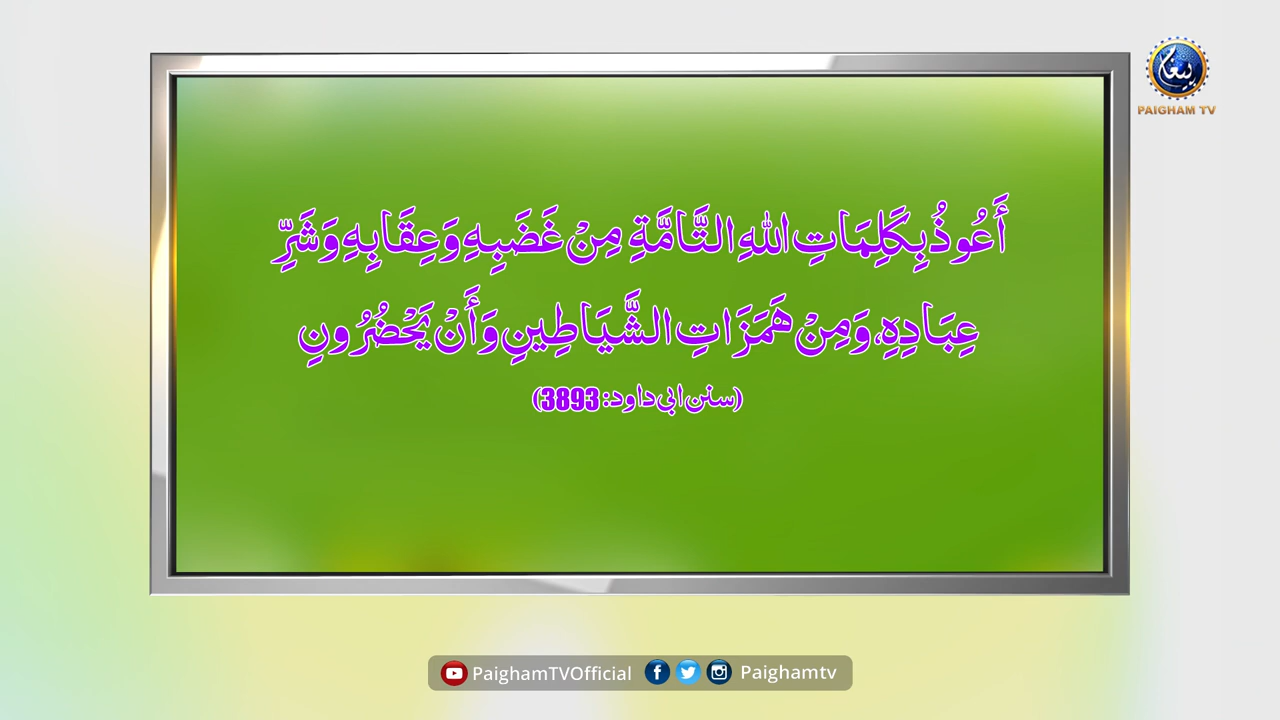 پیغام
PAIGHAM TV
أَعُوذُ بِكَلِمَاتِ اللهِ التَّامَّةِ مِنْ غَضَبِهِ وَعِقَابِهِ وَشَرِّ
عِبَادِهِ، وَمِنْ هَمَزَاتِ الشَّيَاطِينِ وَأَنْ يَحْضُرُونِ
(سنن ابی داود: 3893)
PaighamTVOfficial Paighamtv